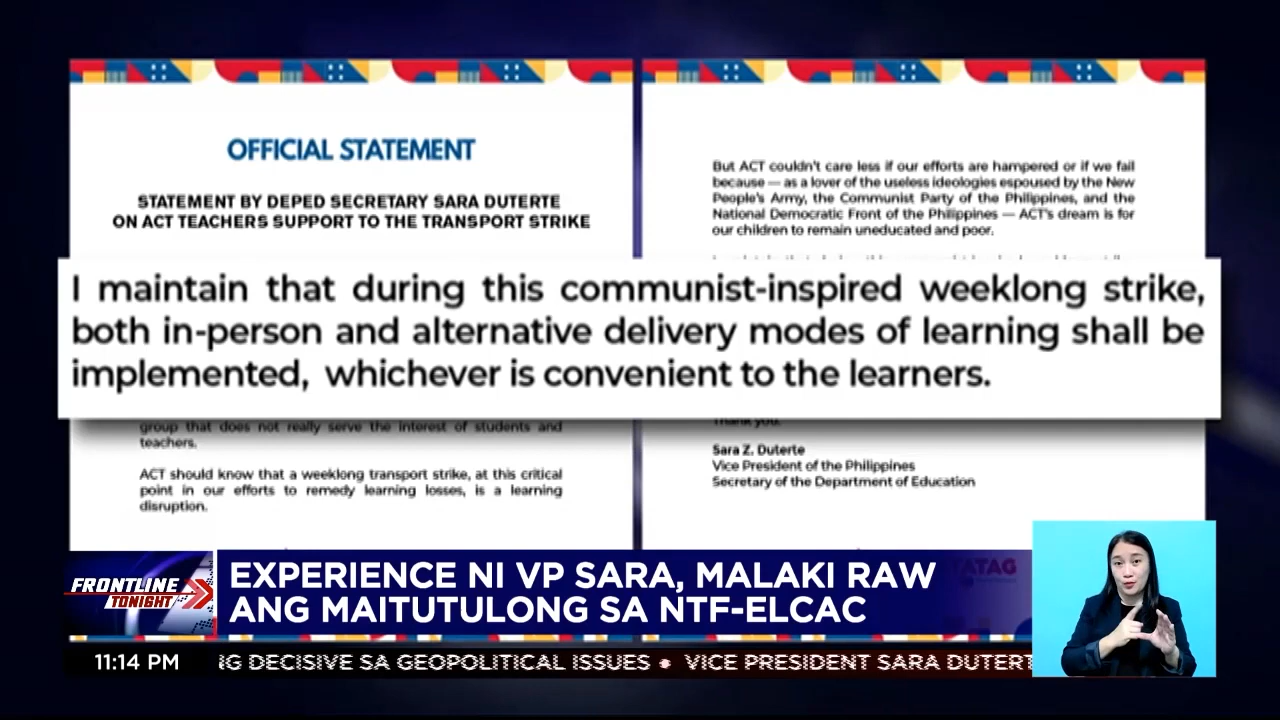 OFFICIAL STATEMENT
STATEMENT BY DEPED SECRETARY SARA DUTERTE
ON ACT TEACHERS SUPPORT TO THE TRANSPORT STRIKE
But ACT couldn't care less if our efforts are hampered or if we fail
because — as a lover of the useless ideologies espoused by the New
People's Army, the Communist Party of the Philippines, and the
National Democratic Front of the Philippines — ACT's dream is for
our children to remain uneducated and poor.
I maintain that during this communist-inspired weeklong strike,
both in-person and alternative delivery modes of learning shall be
implemented, whichever is convenient to the learners.
group that does not really serve the interest of students and
teachers.
ACT should know that a weeklong transport strike, at this critical
point in our efforts to remedy learning losses, is a learning
disruption.
Thank you.
Sara Z. Duterte
Vice President of the Philippines
Secretary of the Department of Education
FRONTLINE
TONIGHT
EXPERIENCE NI VP SARA, MALAKI RAW
ANG MAITUTULONG SA NTF-ELCAC
11:14 PM
IG DECISIVE SA GEOPOLITICAL ISSUES • VICE PRESIDENT SARA DUTERT